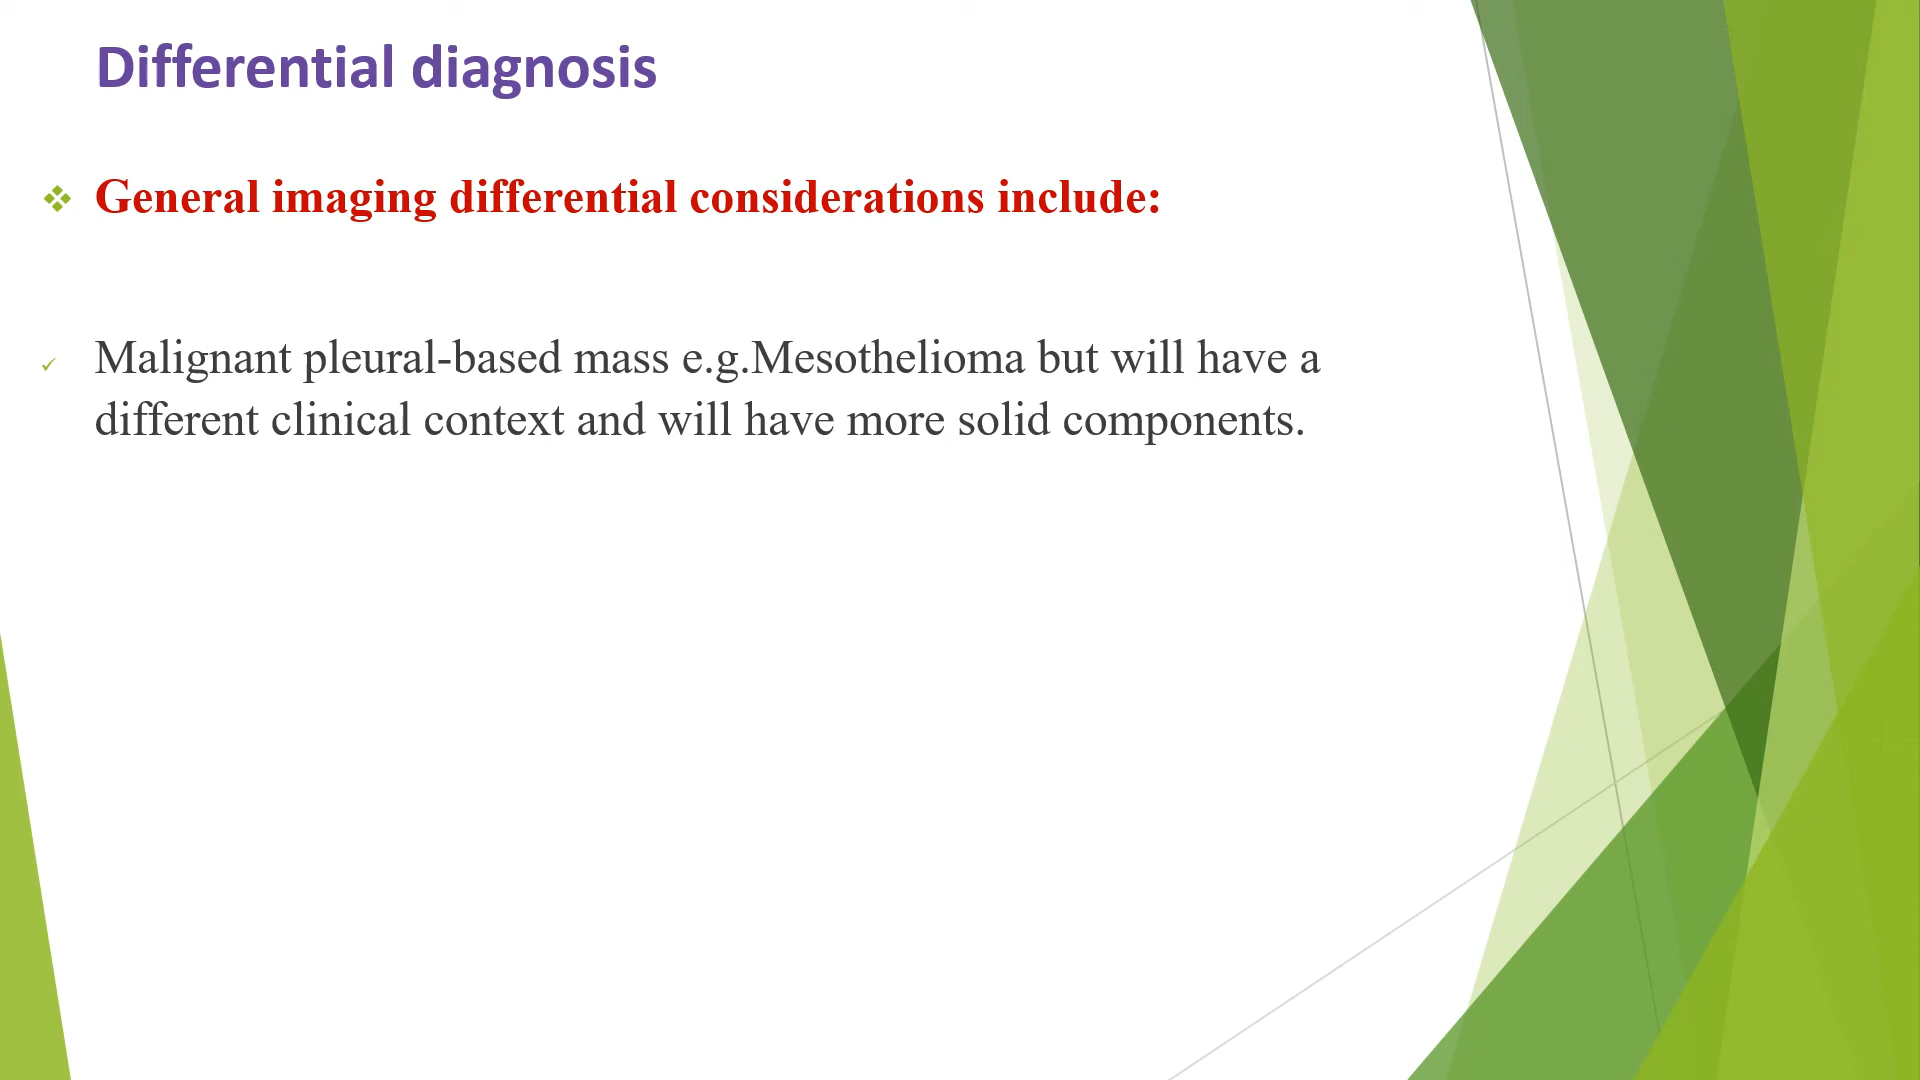 Differential diagnosis
General imaging differential considerations include:
Malignant pleural-based mass e.g.Mesothelioma but will have a
different clinical context and will have more solid components.